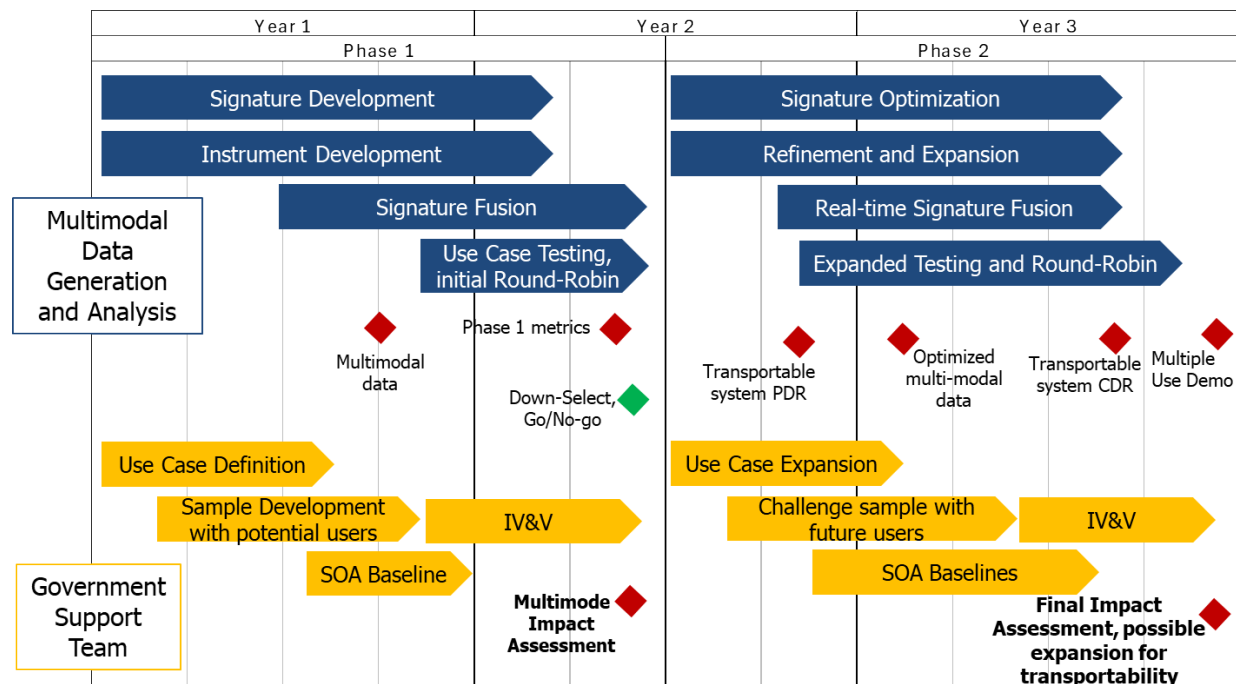 Year 1
Year 2
Year 3
Phase 1
Phase 2
Signature Development
Signature Optimization
Instrument Development
Refinement and Expansion
Multimodal
Data
Generation
and Analysis
Signature Fusion
Real-time Signature Fusion
Use Case Testing,
initial Round-Robin
Expanded Testing and Round-Robin
Multimodal
data
Phase 1 metrics
Down-Select,
Go/No-go
Transportable
system PDR
Optimized
multi-modal
data
Transportable
system CDR
Multiple
Use Demo
Use Case Definition
Use Case Expansion
Sample Development
with potential users
IV&V
Challenge sample with
future users
IV&V
SOA Baseline
SOA Baselines
Government
Support
Team
Multimode
Impact
Assessment
Final Impact
Assessment, possible
expansion for
transportability